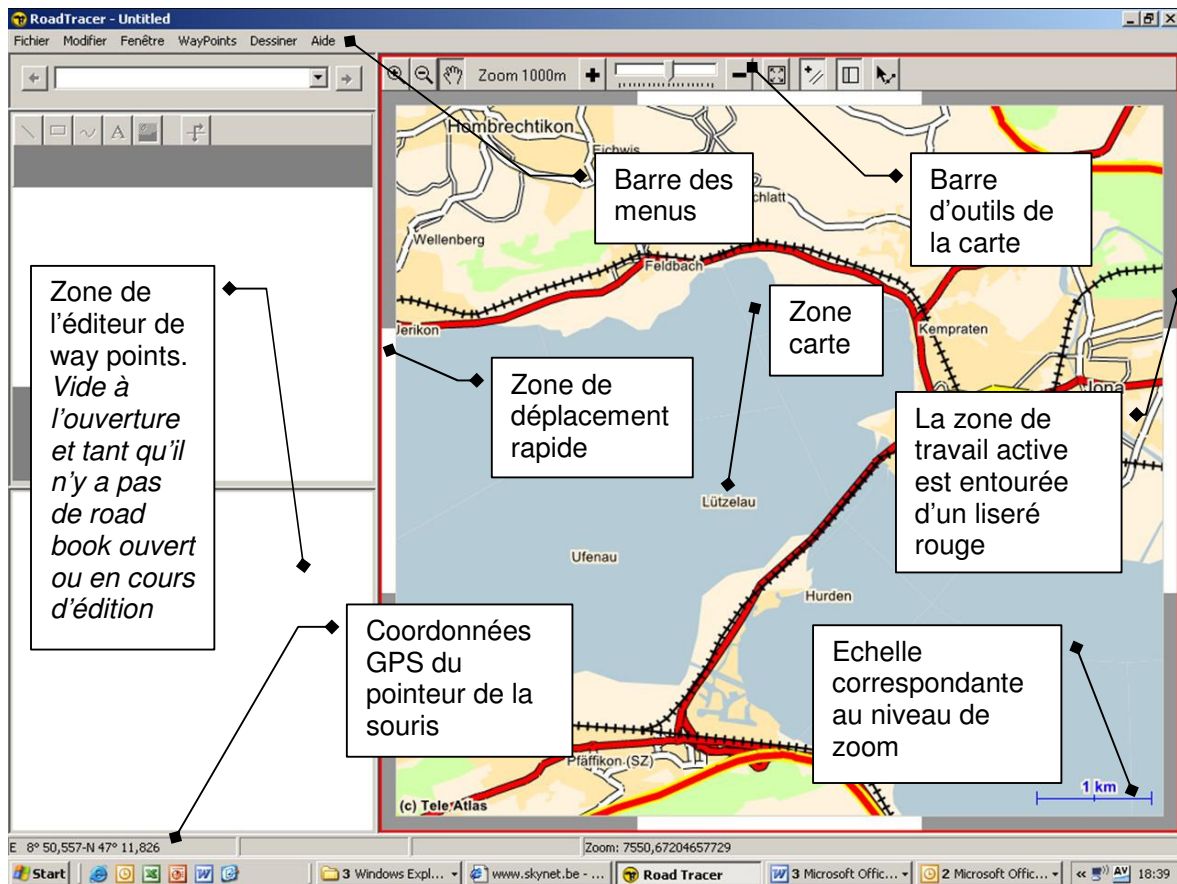 RoadTracer - Untitled
Fichier Modifier Fenêtre WayPoints Dessiner Aide
Zoom 1000m
A
Hombrechtikon
Eichwis
Barre des
menus
Barre
d'outils de
la carte
Wellenberg
Feldbach
Zone de
l'éditeur de
way points.
Vide à
l'ouverture
et tant qu'il
n'y a pas
de road
book ouvert
ou en cours
d'édition
Zone
carte
Kempraten
Jerikon
Zone de
déplacement
rapide
Jona
La zone de
travail active
est entourée
d'un liseré
rouge
Lützelau
Ufenau
Hurden
Coordonnées
GPS du
pointeur de la
souris
Echelle
correspondante
au niveau de
zoom
Pfäffikon (SZ)
1 km
(c) Tele Atlas
E 8° 50,557-N 47° 11,826
Zoom: 7550,67204657729
Start
3 Windows Expl...
www.skynet.be - ...
Road Tracer
3 Microsoft Offic...
2 Microsoft Offic...
«
AV
18:39